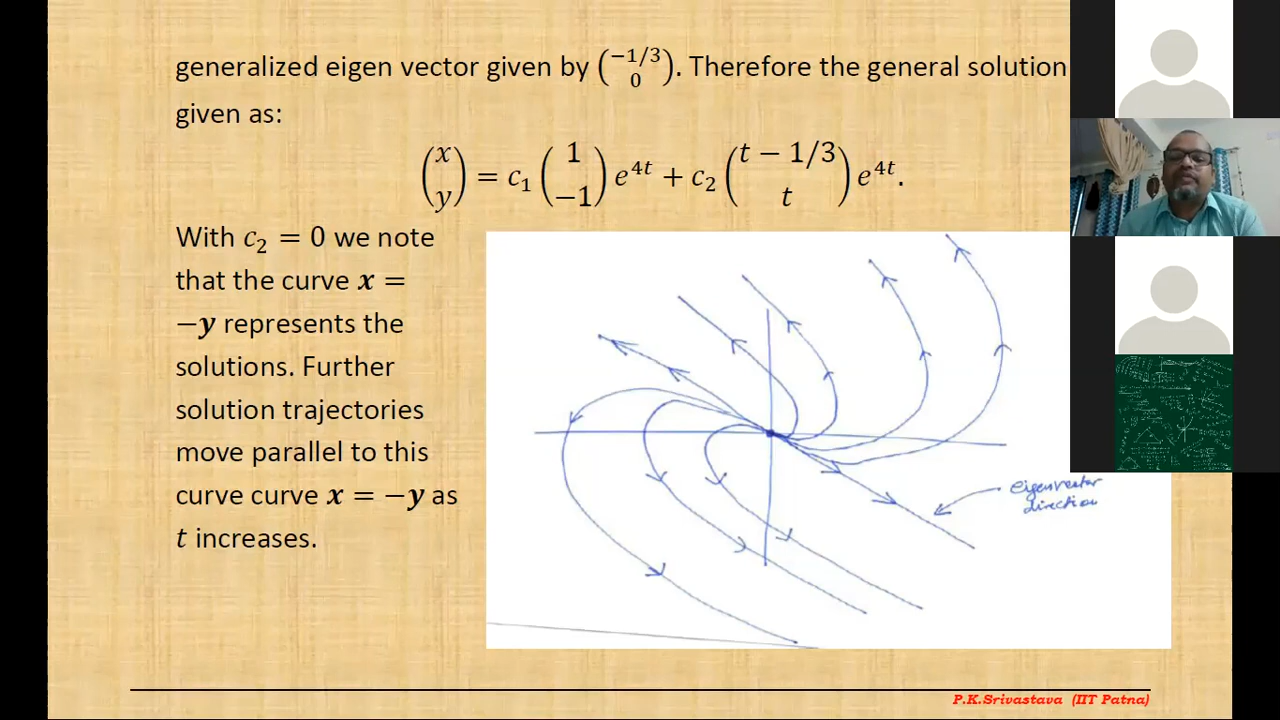 generalized eigen vector given by (−1/3 0). Therefore the general solution
given as:
(x y) = c₁ (1 −1) e⁴ᵗ + c₂ (t − 1/3 t) e⁴ᵗ.
With c₂ = 0 we note
that the curve x =
−y represents the
solutions. Further
solution trajectories
move parallel to this
curve curve x = −y as
t increases.
eigenvector
direction
P.K.Srivastava (IIT Patna)